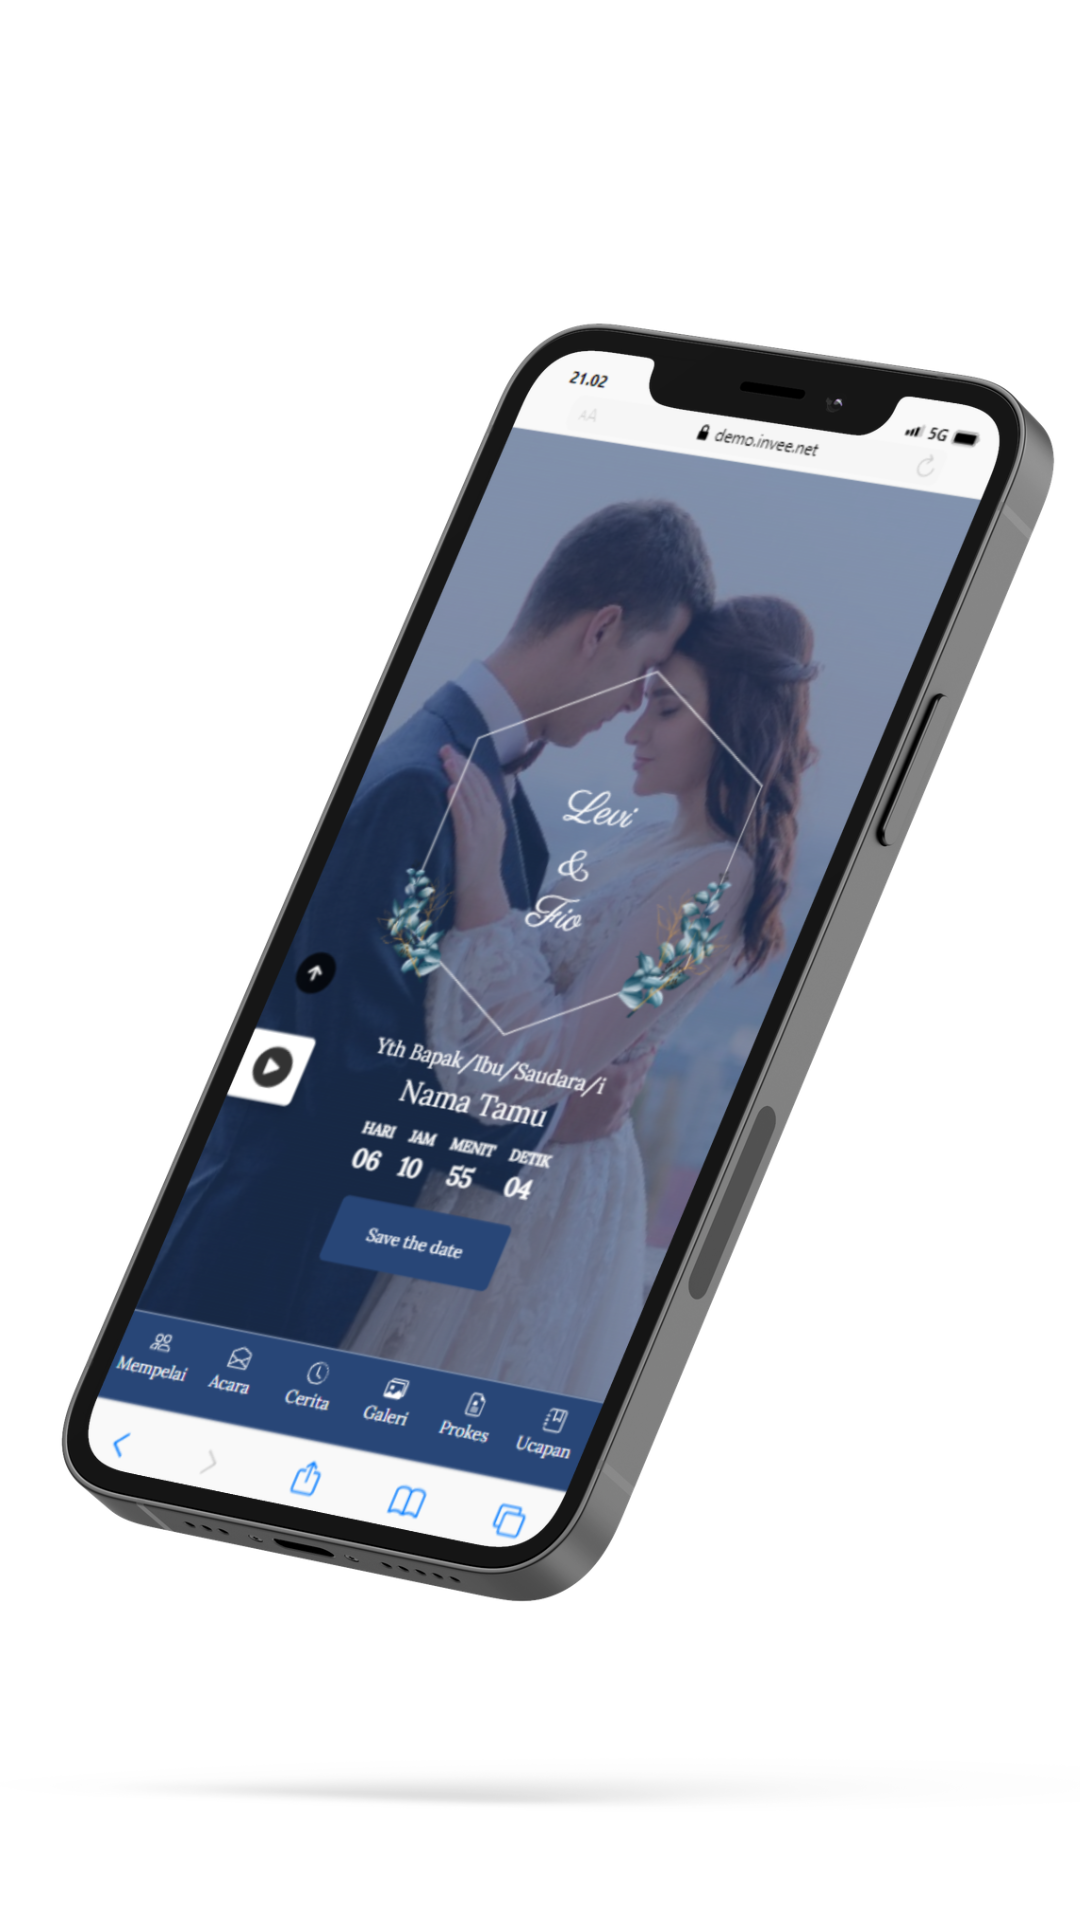 21.02
5G
AA
demo.invee.net
Levi
&
Fio
Yth Bapak/Ibu/Saudara/i
Nama Tamu
HARI JAM MENIT DETIK
06 10 55 04
Save the date
Mempelai Acara Cerita Galeri Prokes Ucapan